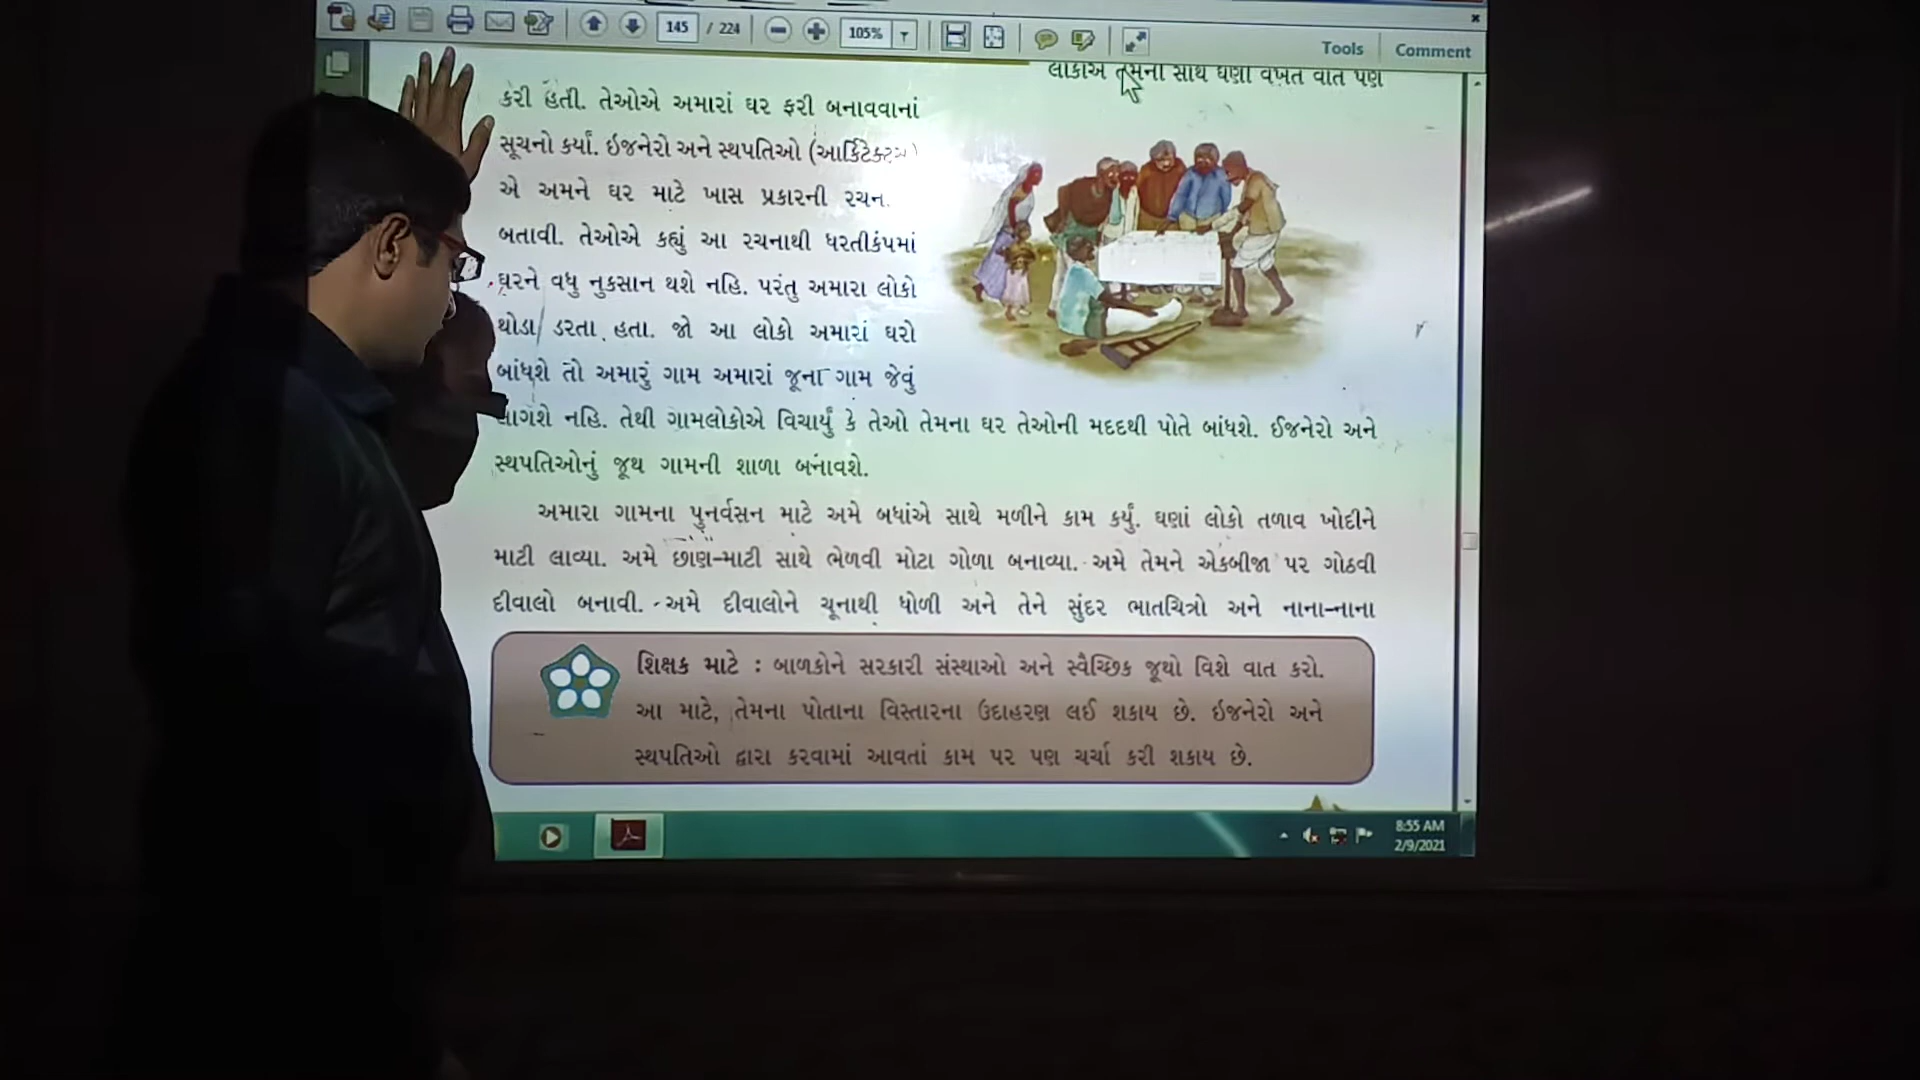 145 / 224
105%
Tools
Comment
લોકોએ તેમની સાથે ઘણી વખત વાત પણ
કરી હતી. તેઓએ અમારાં ઘર ફરી બનાવવાનાં
સૂચનો કર્યાં. ઇજનેરો અને સ્થપતિઓ (આર્કિટેક્ટ્સ)
એ અમને ઘર માટે ખાસ પ્રકારની રચન
બતાવી. તેઓએ કહ્યું આ રચનાથી ધરતીકંપમાં
ઘરને વધુ નુકસાન થશે નહિ. પરંતુ અમારા લોકો
થોડા ડરતા હતા. જો આ લોકો અમારાં ઘરો
બાંધશે તો અમારું ગામ અમારાં જૂના ગામ જેવું
લાગશે નહિ. તેથી ગામલોકોએ વિચાર્યું કે તેઓ તેમના ઘર તેઓની મદદથી પોતે બાંધશે. ઈજનેરો અને
સ્થપતિઓનું જૂથ ગામની શાળા બનાવશે.
અમારા ગામના પુનર્વસન માટે અમે બધાંએ સાથે મળીને કામ કર્યું. ઘણાં લોકો તળાવ ખોદીને
માટી લાવ્યા. અમે છાણ-માટી સાથે ભેળવી મોટા ગોળા બનાવ્યા. અમે તેમને એકબીજા પર ગોઠવી
દીવાલો બનાવી. અમે દીવાલોને ચૂનાથી ધોળી અને તેને સુંદર ભાતચિત્રો અને નાના-નાના
શિક્ષક માટે : બાળકોને સરકારી સંસ્થાઓ અને સ્વૈચ્છિક જૂથો વિશે વાત કરો.
આ માટે, તેમના પોતાના વિસ્તારના ઉદાહરણ લઈ શકાય છે. ઇજનેરો અને
સ્થપતિઓ દ્વારા કરવામાં આવતાં કામ પર પણ ચર્ચા કરી શકાય છે.
8:55 AM
2/9/2021